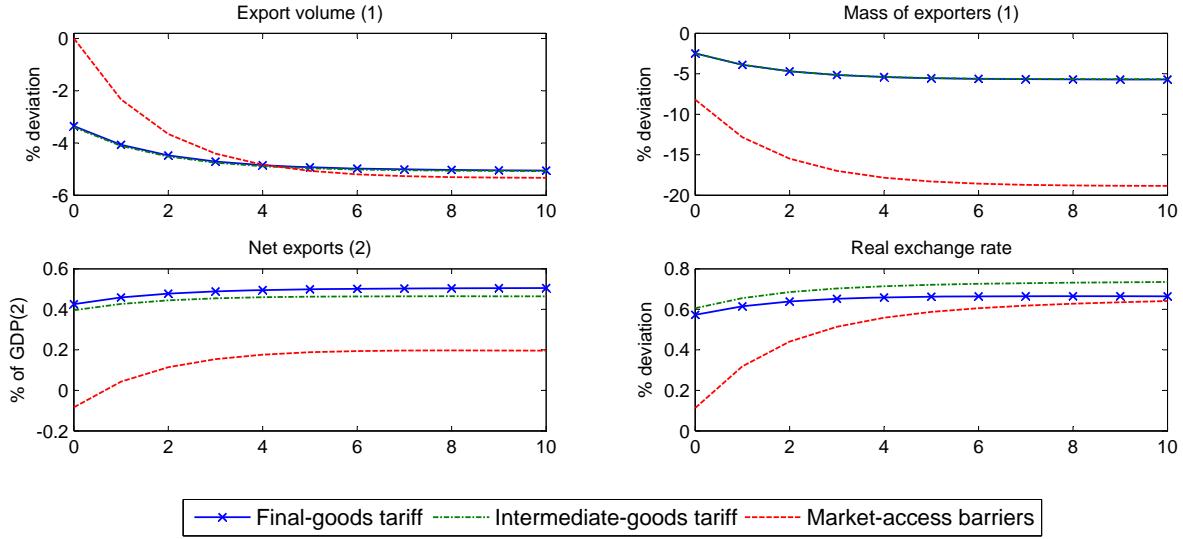 Export volume (1)
% deviation
0
-2
-4
-6
0 2 4 6 8 10
Mass of exporters (1)
% deviation
0
-5
-10
-15
-20
0 2 4 6 8 10
Net exports (2)
% of GDP(2)
0.6
0.4
0.2
0
-0.2
0 2 4 6 8 10
Real exchange rate
% deviation
0.8
0.6
0.4
0.2
0
0 2 4 6 8 10
Final-goods tariff Intermediate-goods tariff Market-access barriers